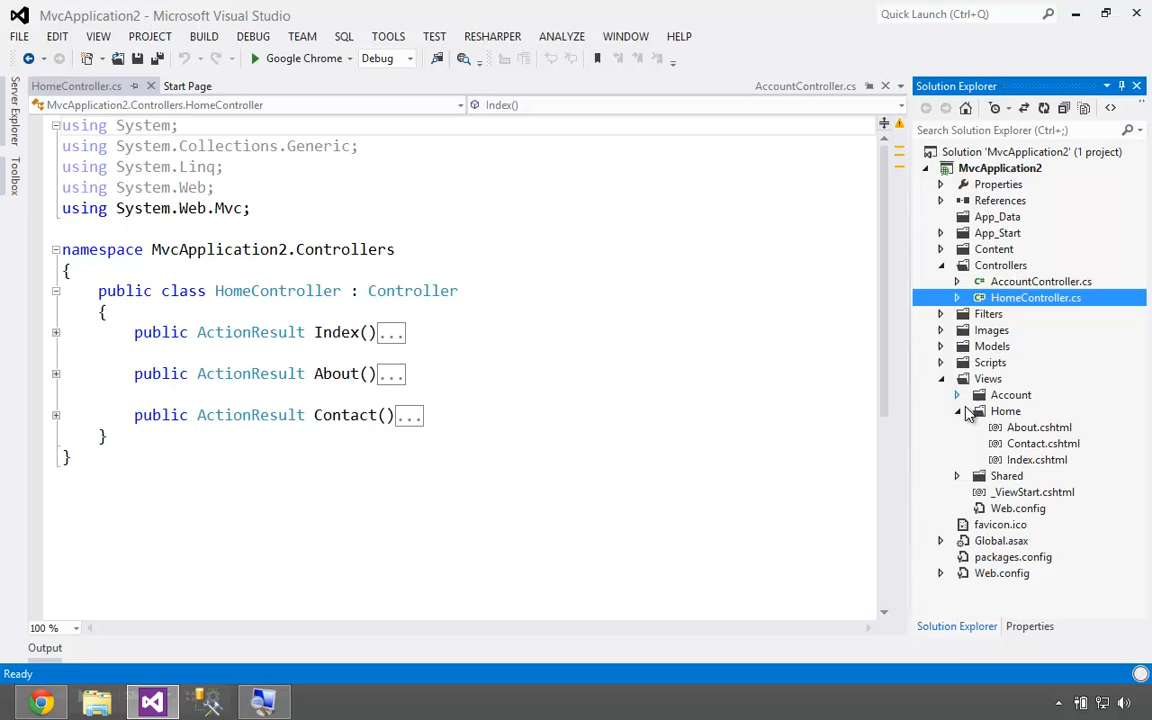 MvcApplication2 - Microsoft Visual Studio
Quick Launch (Ctrl+Q)
FILE EDIT VIEW PROJECT BUILD DEBUG TEAM SQL TOOLS TEST RESHARPER ANALYZE WINDOW HELP
Google Chrome Debug
Server Explorer
Toolbox
HomeController.cs Start Page AccountController.cs
MvcApplication2.Controllers.HomeController Index()
using System;
using System.Collections.Generic;
using System.Linq;
using System.Web;
using System.Web.Mvc;
namespace MvcApplication2.Controllers
{
public class HomeController : Controller
{
public ActionResult Index()...
public ActionResult About()...
public ActionResult Contact()...
}
}
100 %
Output
Ready
Solution Explorer
Search Solution Explorer (Ctrl+;)
Solution 'MvcApplication2' (1 project)
MvcApplication2
Properties
References
App_Data
App_Start
Content
Controllers
AccountController.cs
HomeController.cs
Filters
Images
Models
Scripts
Views
Account
Home
About.cshtml
Contact.cshtml
Index.cshtml
Shared
_ViewStart.cshtml
Web.config
favicon.ico
Global.asax
packages.config
Web.config
Solution Explorer Properties